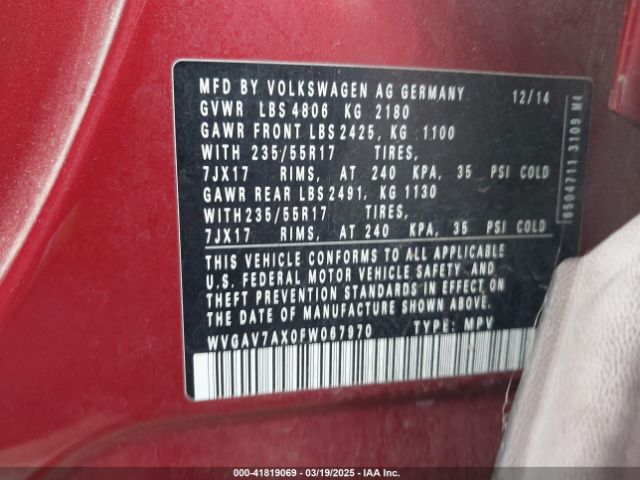 MFD BY VOLKSWAGEN AG GERMANY 12/14
GVWR LBS 4806 KG 2180
GAWR FRONT LBS 2425, KG 1100
WITH 235/55R17 TIRES,
7JX17 RIMS, AT 240 KPA, 35 PSI COLD
GAWR REAR LBS 2491, KG 1130
WITH 235/55R17 TIRES,
7JX17 RIMS, AT 240 KPA, 35 PSI COLD
THIS VEHICLE CONFORMS TO ALL APPLICABLE
U.S. FEDERAL MOTOR VEHICLE SAFETY AND
THEFT PREVENTION STANDARDS IN EFFECT ON
THE DATE OF MANUFACTURE SHOWN ABOVE.
WVGAV7AX0FW067970 TYPE: MPV
6504711 3109 M4
000-41819069 - 03/19/2025 - IAA Inc.